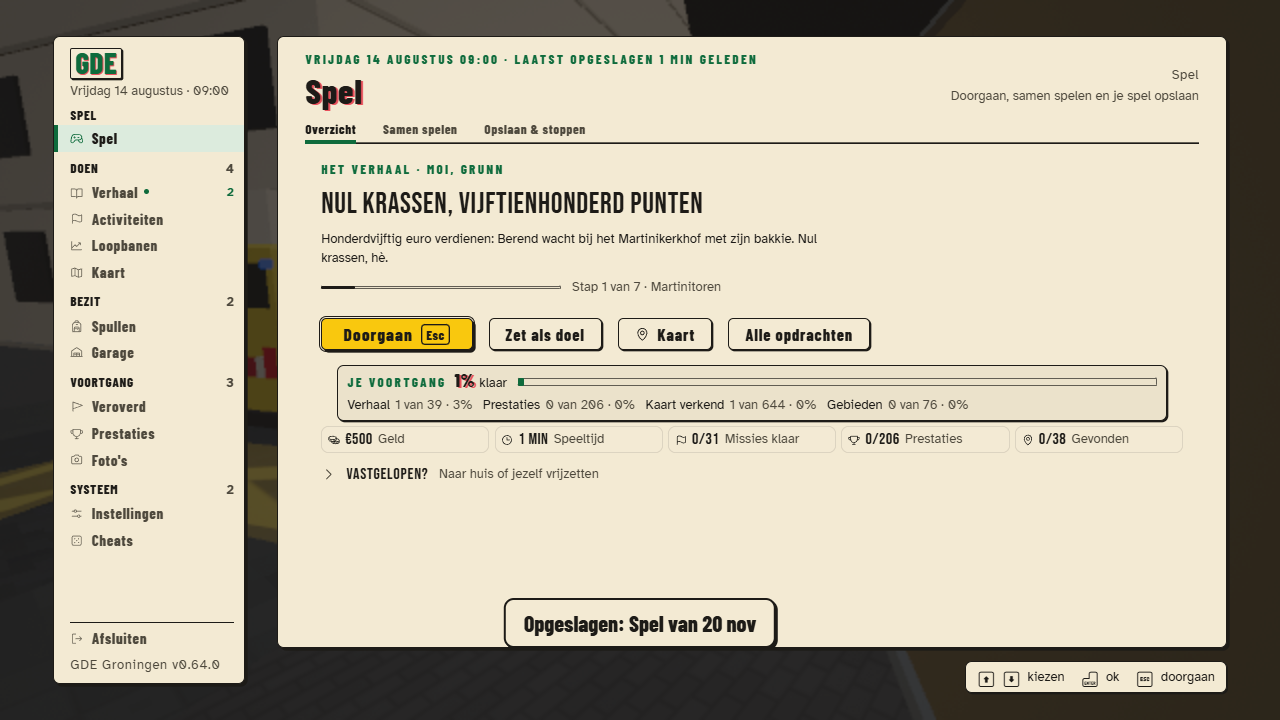 GDE
Vrijdag 14 augustus · 09:00
SPEL
Spel
DOEN 4
Verhaal 2
Activiteiten
Loopbanen
Kaart
BEZIT 2
Spullen
Garage
VOORTGANG 3
Veroverd
Prestaties
Foto's
SYSTEEM 2
Instellingen
Cheats
Afsluiten
GDE Groningen v0.64.0
VRIJDAG 14 AUGUSTUS 09:00 · LAATST OPGESLAGEN 1 MIN GELEDEN
Spel
Spel
Doorgaan, samen spelen en je spel opslaan
Overzicht Samen spelen Opslaan & stoppen
HET VERHAAL · MOI, GRUNN
NUL KRASSEN, VIJFTIENHONDERD PUNTEN
Honderdvijftig euro verdienen: Berend wacht bij het Martinikerkhof met zijn bakkie. Nul
krassen, hè.
Stap 1 van 7 · Martinitoren
Doorgaan Esc Zet als doel Kaart Alle opdrachten
JE VOORTGANG 1% klaar
Verhaal 1 van 39 · 3% Prestaties 0 van 206 · 0% Kaart verkend 1 van 644 · 0% Gebieden 0 van 76 · 0%
€500 Geld 1 MIN Speeltijd 0/31 Missies klaar 0/206 Prestaties 0/38 Gevonden
VASTGELOPEN? Naar huis of jezelf vrijzetten
Opgeslagen: Spel van 20 nov
kiezen ENTER ok ESC doorgaan